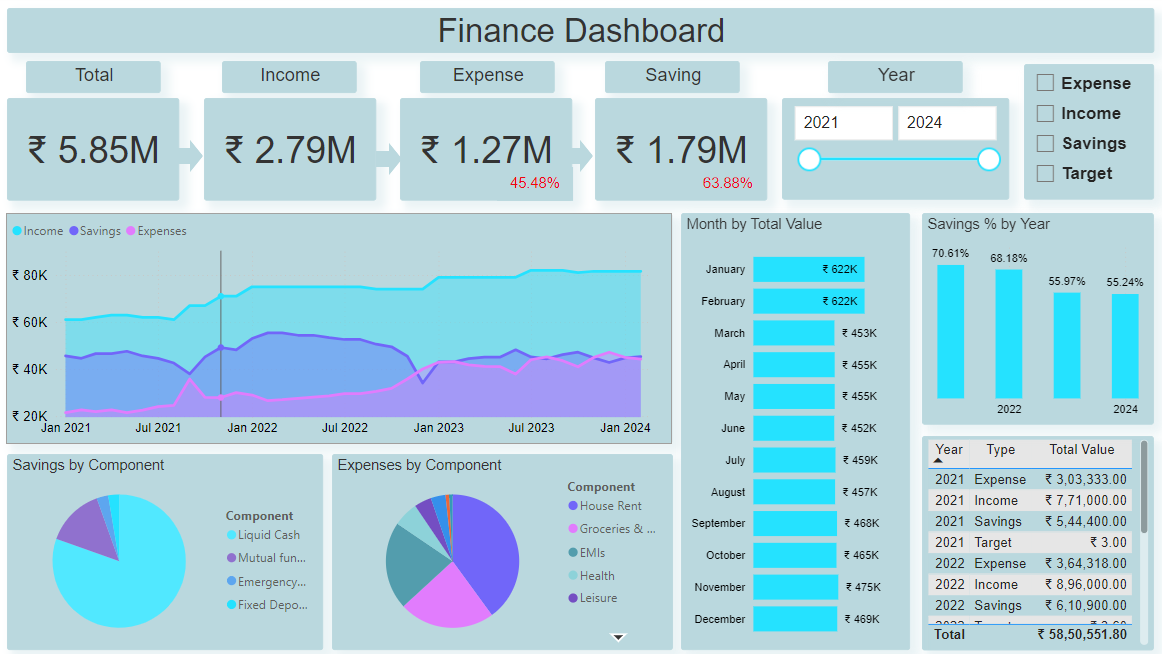 Finance Dashboard
Total
Income
Expense
Saving
Year
₹ 5.85M
₹ 2.79M
₹ 1.27M
45.48%
₹ 1.79M
63.88%
2021
2024
Expense
Income
Savings
Target
Income Savings Expenses
₹ 80K
₹ 60K
₹ 40K
₹ 20K
Jan 2021 Jul 2021 Jan 2022 Jul 2022 Jan 2023 Jul 2023 Jan 2024
Month by Total Value
January ₹ 622K
February ₹ 622K
March ₹ 453K
April ₹ 455K
May ₹ 455K
June ₹ 452K
July ₹ 459K
August ₹ 457K
September ₹ 468K
October ₹ 465K
November ₹ 475K
December ₹ 469K
Savings % by Year
70.61%
68.18%
55.97%
55.24%
2022
2024
Savings by Component
Component
Liquid Cash
Mutual fun...
Emergency...
Fixed Depo...
Expenses by Component
Component
House Rent
Groceries & ...
EMIs
Health
Leisure
Year Type Total Value
2021 Expense ₹ 3,03,333.00
2021 Income ₹ 7,71,000.00
2021 Savings ₹ 5,44,400.00
2021 Target ₹ 3.00
2022 Expense ₹ 3,64,318.00
2022 Income ₹ 8,96,000.00
2022 Savings ₹ 6,10,900.00
Total ₹ 58,50,551.80